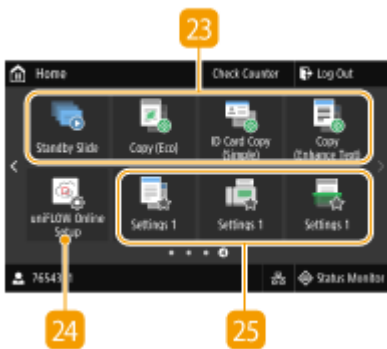 23
Home Check Counter Log Out
Standby Slide Copy (Eco) ID Card Copy (Simple) Copy (Enhance Text)
uniFLOW Online Setup Settings 1 Settings 1 Settings 1
4
Status Monitor
24 25